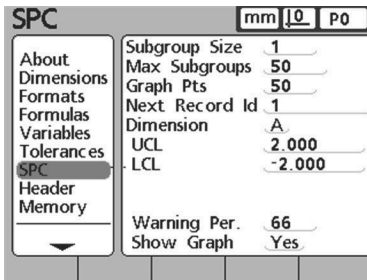 SPC
mm |0 P0
About
Dimensions
Formats
Formulas
Variables
Tolerances
SPC
Header
Memory
Subgroup Size 1
Max Subgroups 50
Graph Pts 50
Next Record Id 1
Dimension A
UCL 2.000
LCL -2.000
Warning Per. 66
Show Graph Yes